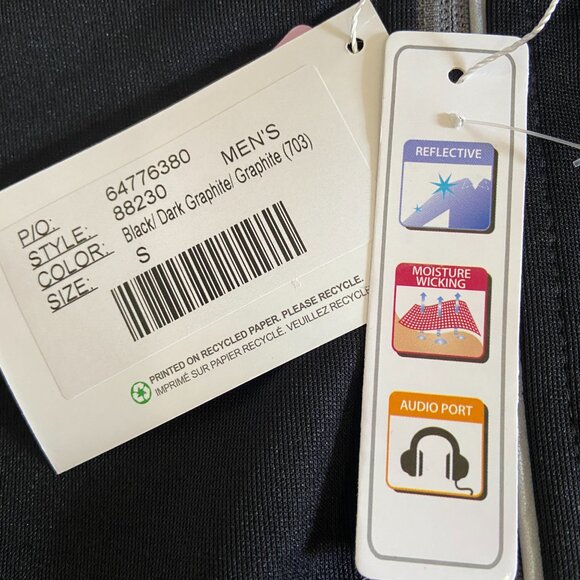 P/O: 64776380 MEN'S
STYLE: 88230
COLOR: Black/ Dark Graphite/ Graphite (703)
SIZE: S
PRINTED ON RECYCLED PAPER. PLEASE RECYCLE.
IMPRIMÉ SUR PAPIER RECYCLÉ. VEUILLEZ RECYCLE
REFLECTIVE
MOISTURE
WICKING
AUDIO PORT